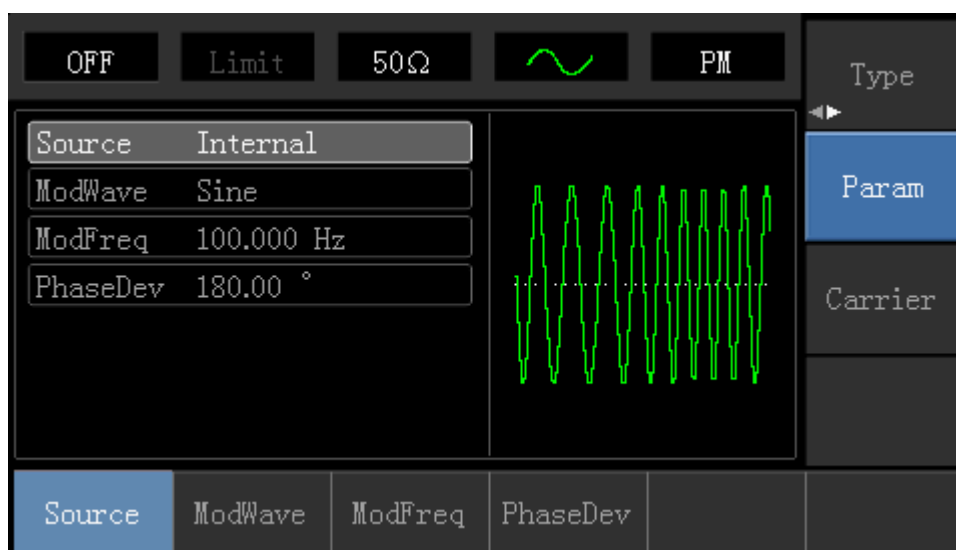 OFF Limit 50Ω PM
Type
Source Internal
ModWave Sine
ModFreq 100.000 Hz
PhaseDev 180.00 °
Param
Carrier
Source ModWave ModFreq PhaseDev